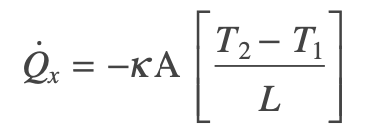 Q̇ₓ = −κA [ (T₂ − T₁) / L ]